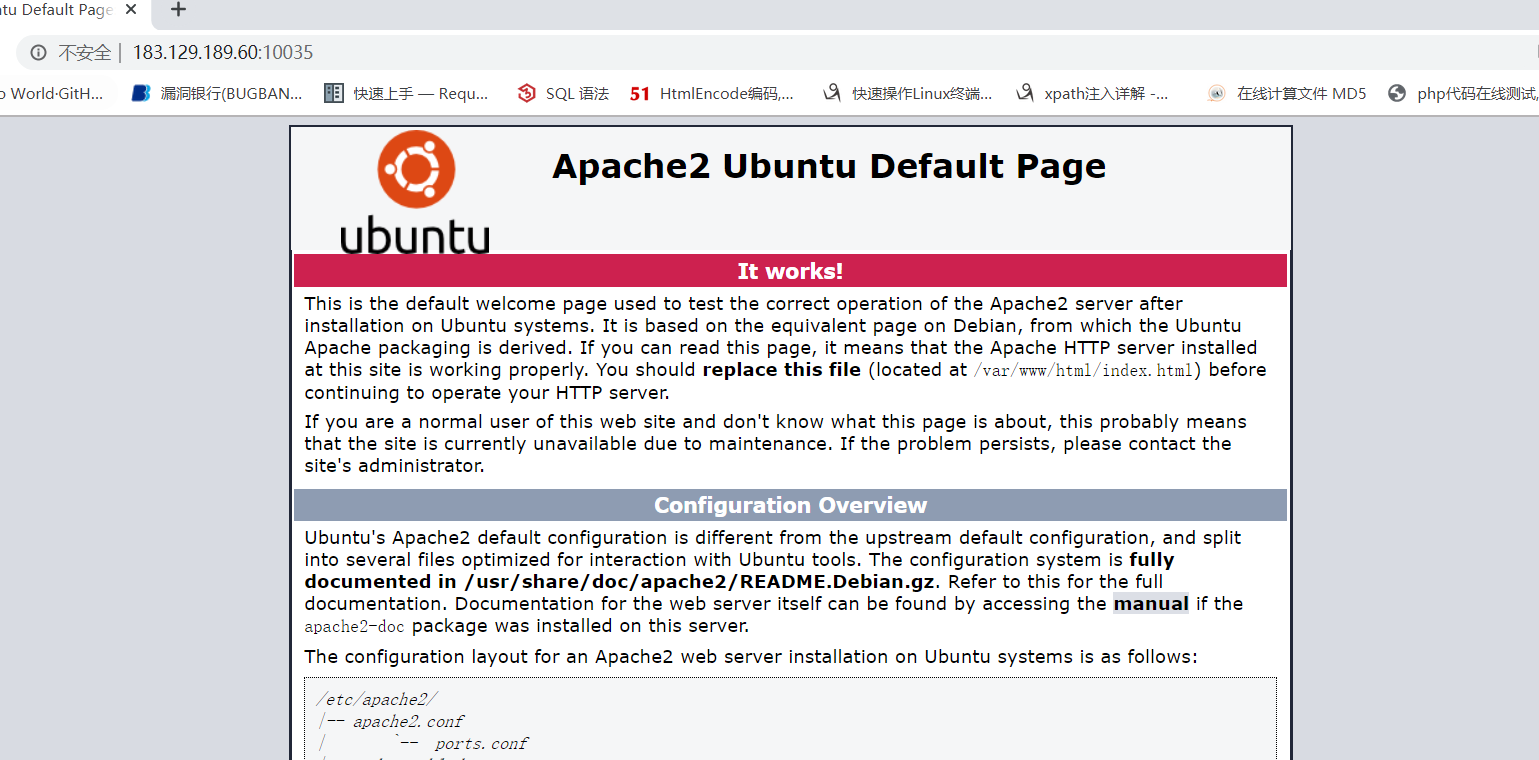 tu Default Page
不安全 | 183.129.189.60:10035
o World·GitH... 漏洞银行(BUGBAN... 快速上手 — Requ... SQL 语法 51 HtmlEncode编码,... 快速操作Linux终端... xpath注入详解 -... 在线计算文件 MD5 php代码在线测试,
ubuntu
Apache2 Ubuntu Default Page
It works!
This is the default welcome page used to test the correct operation of the Apache2 server after
installation on Ubuntu systems. It is based on the equivalent page on Debian, from which the Ubuntu
Apache packaging is derived. If you can read this page, it means that the Apache HTTP server installed
at this site is working properly. You should replace this file (located at /var/www/html/index.html) before
continuing to operate your HTTP server.
If you are a normal user of this web site and don't know what this page is about, this probably means
that the site is currently unavailable due to maintenance. If the problem persists, please contact the
site's administrator.
Configuration Overview
Ubuntu's Apache2 default configuration is different from the upstream default configuration, and split
into several files optimized for interaction with Ubuntu tools. The configuration system is fully
documented in /usr/share/doc/apache2/README.Debian.gz. Refer to this for the full
documentation. Documentation for the web server itself can be found by accessing the manual if the
apache2-doc package was installed on this server.
The configuration layout for an Apache2 web server installation on Ubuntu systems is as follows:
/etc/apache2/
|-- apache2.conf
|       `--  ports.conf